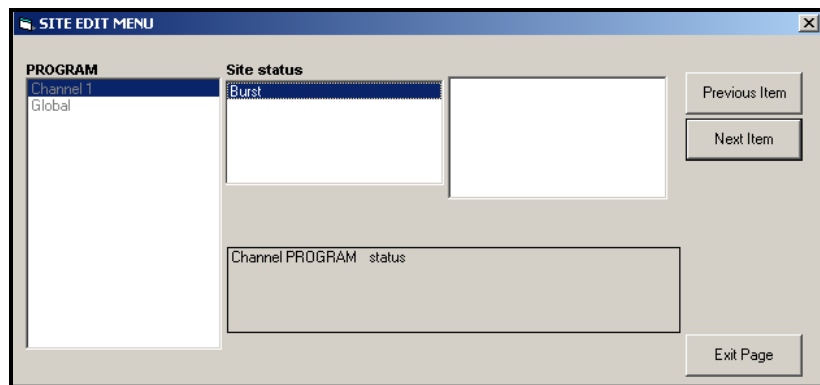 SITE EDIT MENU
PROGRAM
Channel 1
Global
Site status
Burst
Previous Item
Next Item
Channel PROGRAM status
Exit Page